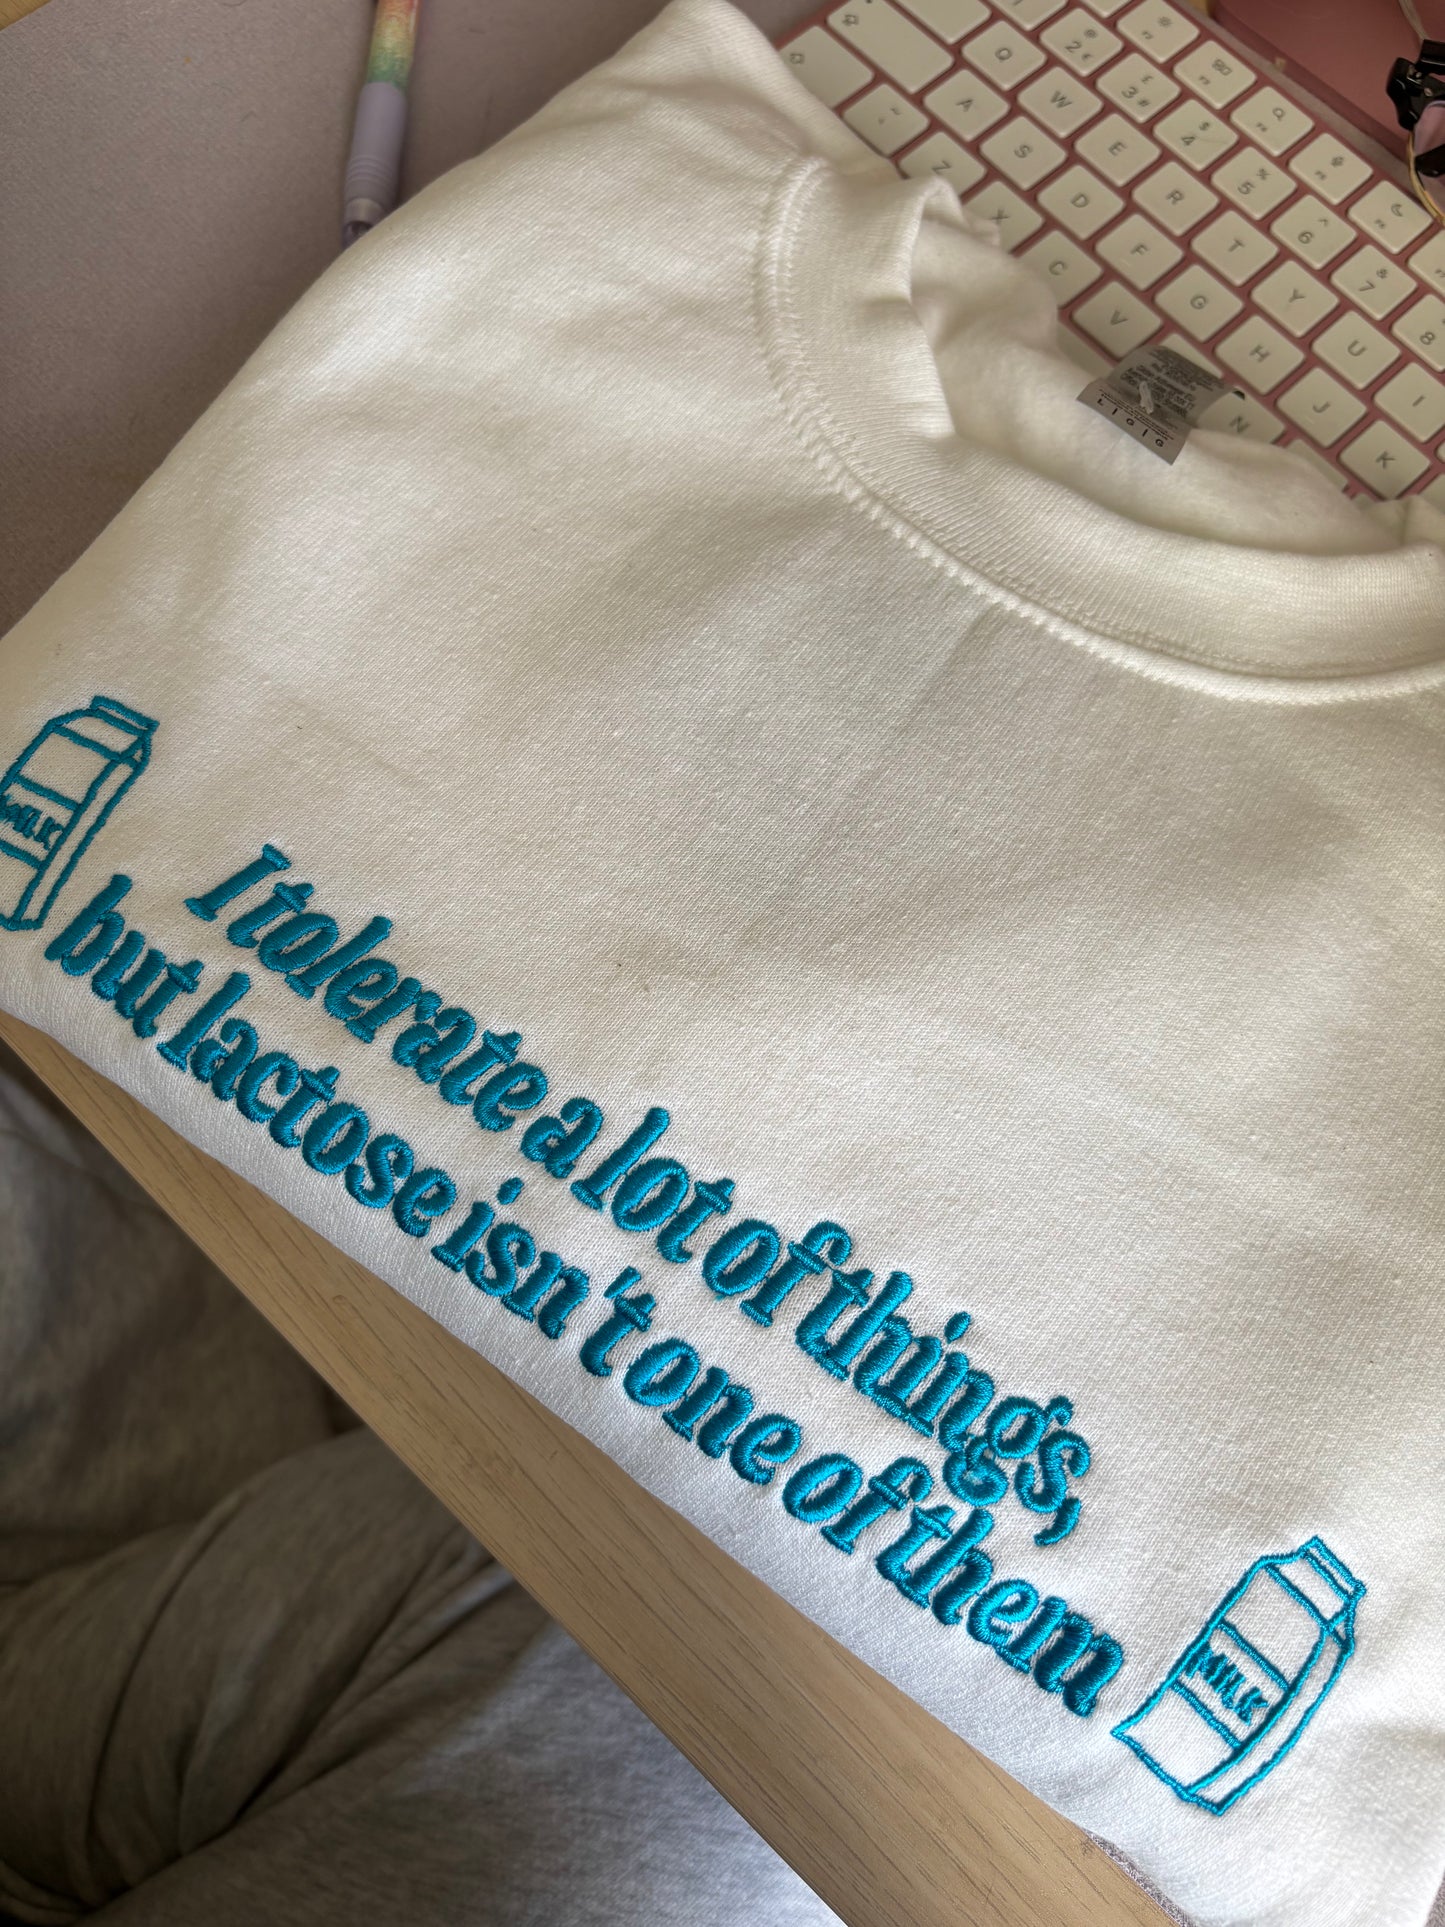 I tolerate a lot of things,
but lactose isn't one of them
MILK
MILK
L | G | G
Q W E R T Y U I
A S D F G H J K
Z X C V N